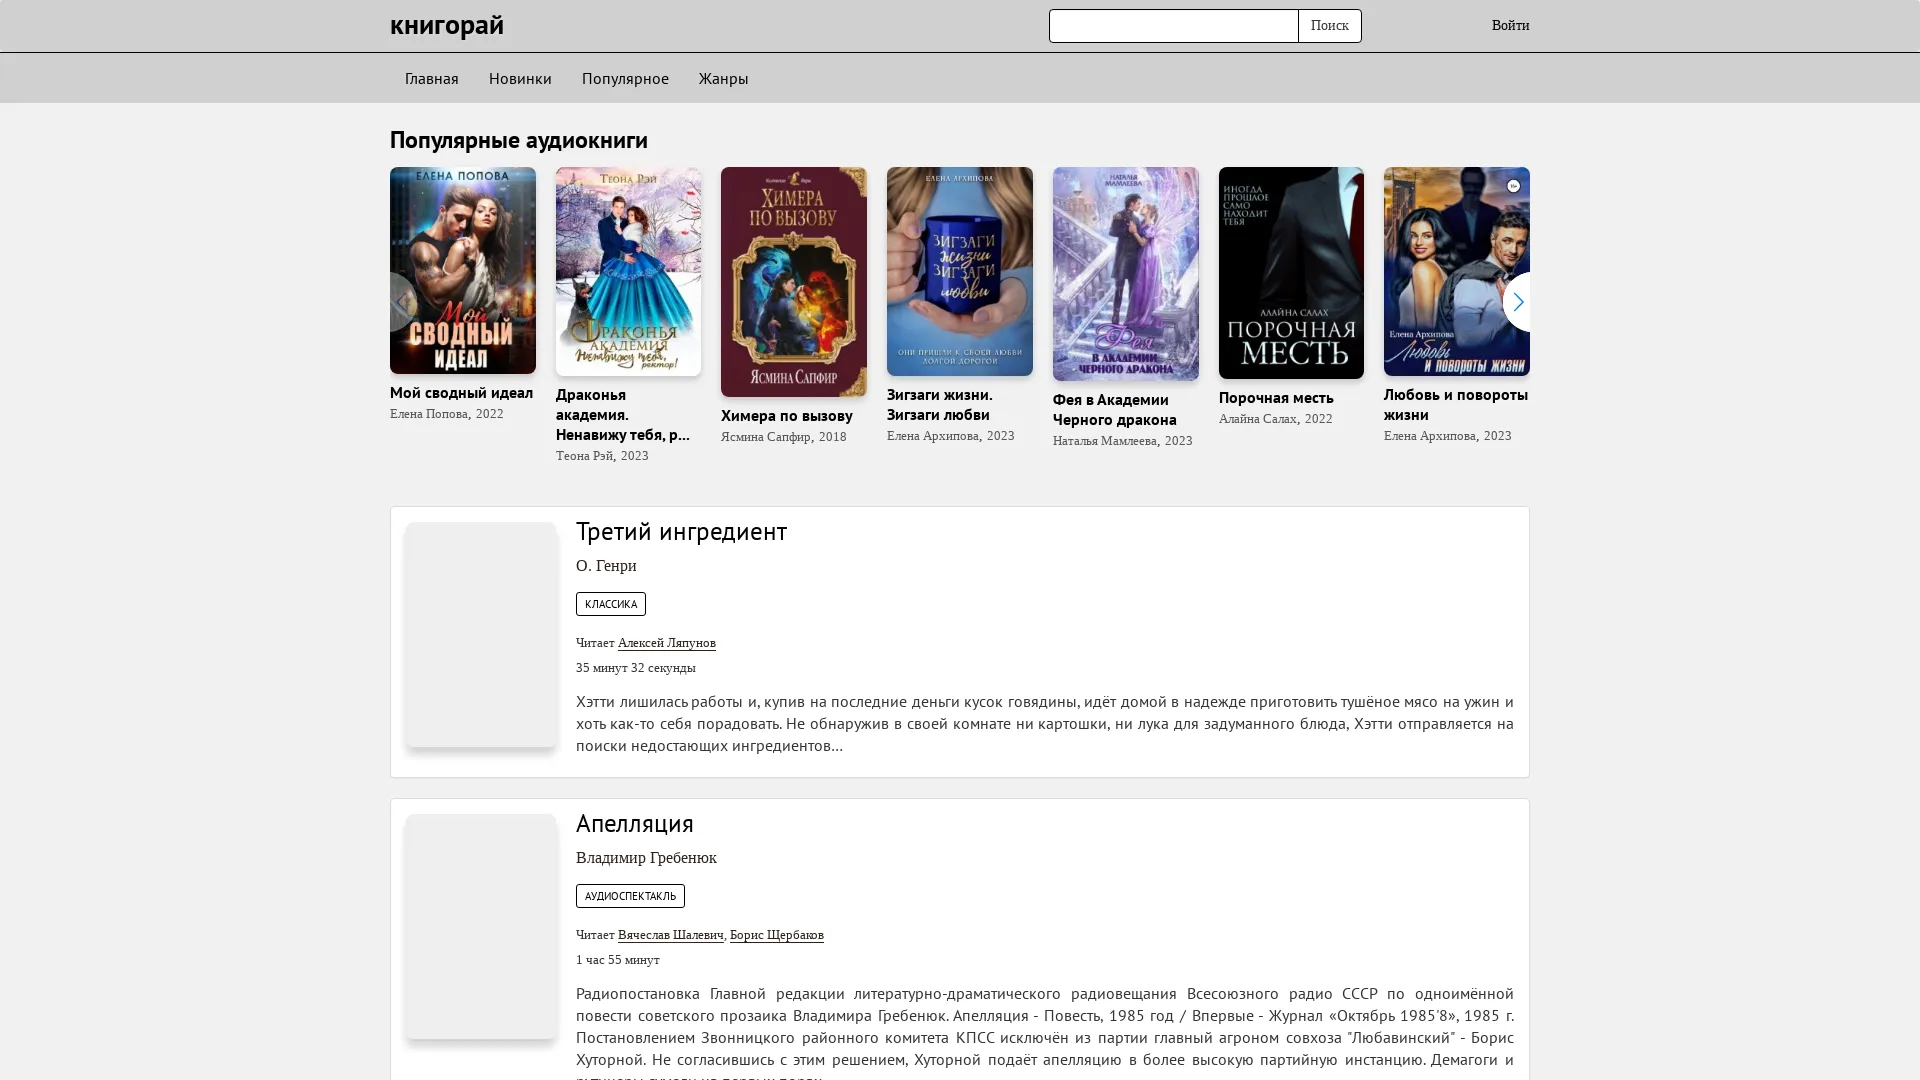 книгорай
Поиск
Войти
Главная
Новинки
Популярное
Жанры
Популярные аудиокниги
ЕЛЕНА ПОПОВА
Мой
СВОДНЫЙ
ИДЕАЛ
Мой сводный идеал
Елена Попова, 2022
ТЕОНА РЭЙ
ДРАКОНЬЯ
АКАДЕМИЯ
Ненавижу тебя,
ректор!
Драконья
академия.
Ненавижу тебя, р...
Теона Рэй, 2023
ХИМЕРА
ПО ВЫЗОВУ
ЯСМИНА САПФИР
Химера по вызову
Ясмина Сапфир, 2018
ЕЛЕНА АРХИПОВА
ЗИГЗАГИ
жизни
ЗИГЗАГИ
любви
ОНИ ПРИШЛИ К СВОЕЙ ЛЮБВИ
ДОЛГОЙ ДОРОГОЙ
Зигзаги жизни.
Зигзаги любви
Елена Архипова, 2023
НАТАЛЬЯ
МАМЛЕЕВА
Фея
В АКАДЕМИИ
ЧЕРНОГО ДРАКОНА
Фея в Академии
Черного дракона
Наталья Мамлеева, 2023
ИНОГДА
ПРОШЛОЕ
САМО
НАХОДИТ
ТЕБЯ
АЛАЙНА САЛАХ
ПОРОЧНАЯ
МЕСТЬ
Порочная месть
Алайна Салах, 2022
Елена Архипова
Любовь
и повороты жизни
Любовь и повороты
жизни
Елена Архипова, 2023
Третий ингредиент
О. Генри
КЛАССИКА
Читает Алексей Ляпунов
35 минут 32 секунды
Хэтти лишилась работы и, купив на последние деньги кусок говядины, идёт домой в надежде приготовить тушёное мясо на ужин и
хоть как-то себя порадовать. Не обнаружив в своей комнате ни картошки, ни лука для задуманного блюда, Хэтти отправляется на
поиски недостающих ингредиентов…
Апелляция
Владимир Гребенюк
АУДИОСПЕКТАКЛЬ
Читает Вячеслав Шалевич, Борис Щербаков
1 час 55 минут
Радиопостановка Главной редакции литературно-драматического радиовещания Всесоюзного радио СССР по одноимённой
повести советского прозаика Владимира Гребенюк. Апелляция - Повесть, 1985 год / Впервые - Журнал «Октябрь 1985'8», 1985 г.
Постановлением Звонницкого районного комитета КПСС исключён из партии главный агроном совхоза "Любавинский" - Борис
Хуторной. Не согласившись с этим решением, Хуторной подаёт апелляцию в более высокую партийную инстанцию. Демагоги и